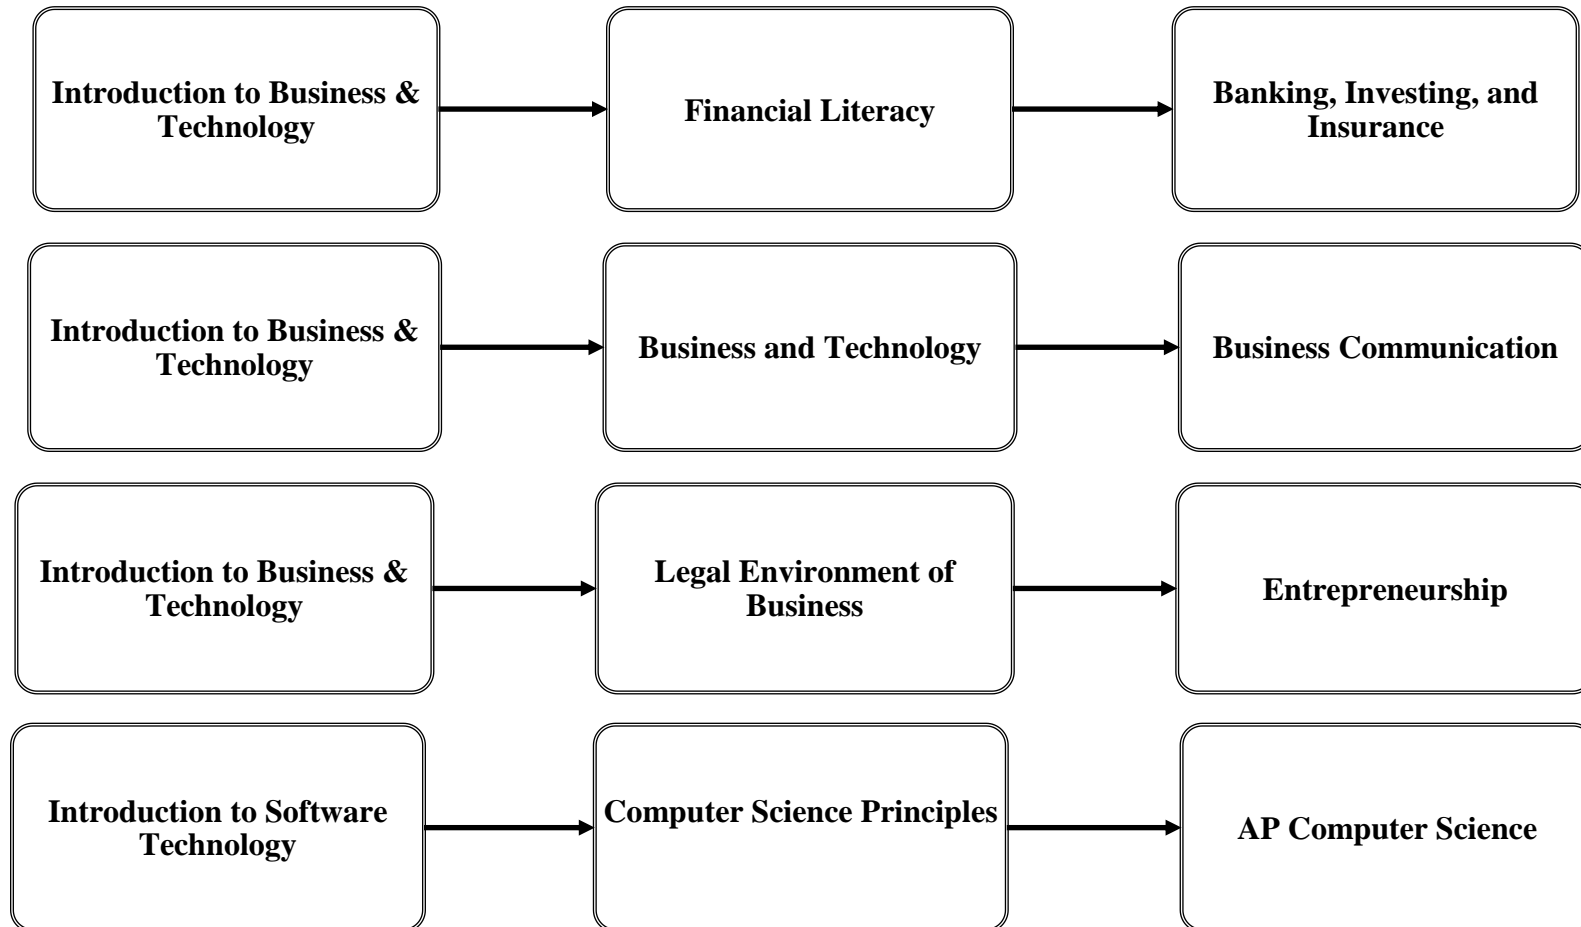 Introduction to Business &
Technology
Financial Literacy
Banking, Investing, and
Insurance
Introduction to Business &
Technology
Business and Technology
Business Communication
Introduction to Business &
Technology
Legal Environment of
Business
Entrepreneurship
Introduction to Software
Technology
Computer Science Principles
AP Computer Science